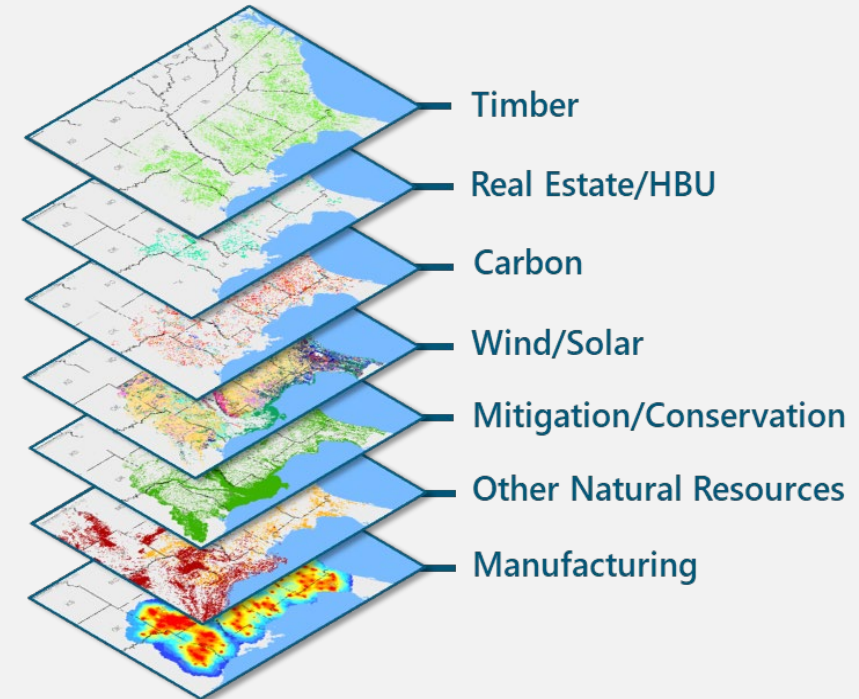 Timber
Real Estate/HBU
Carbon
Wind/Solar
Mitigation/Conservation
Other Natural Resources
Manufacturing